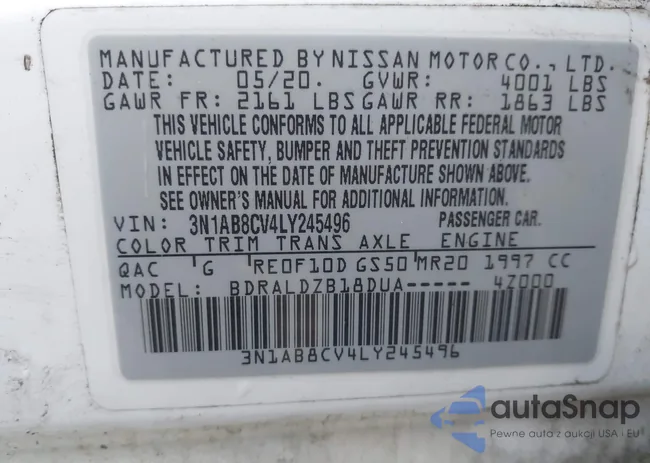 MANUFACTURED BY NISSAN MOTOR CO., LTD.
DATE: 05/20. GVWR: 4001 LBS
GAWR FR: 2161 LBS GAWR RR: 1863 LBS
THIS VEHICLE CONFORMS TO ALL APPLICABLE FEDERAL MOTOR
VEHICLE SAFETY, BUMPER AND THEFT PREVENTION STANDARDS
IN EFFECT ON THE DATE OF MANUFACTURE SHOWN ABOVE.
SEE OWNER'S MANUAL FOR ADDITIONAL INFORMATION.
VIN: 3N1AB8CV4LY245496 PASSENGER CAR.
COLOR TRIM TRANS AXLE ENGINE
QAC G RE0F10D GS50 MR20 1997 CC
MODEL: BDRALDZB18DUA----- 4Z000
3N1AB8CV4LY245496
autaSnap
Pewne auta z aukcji USA i EU